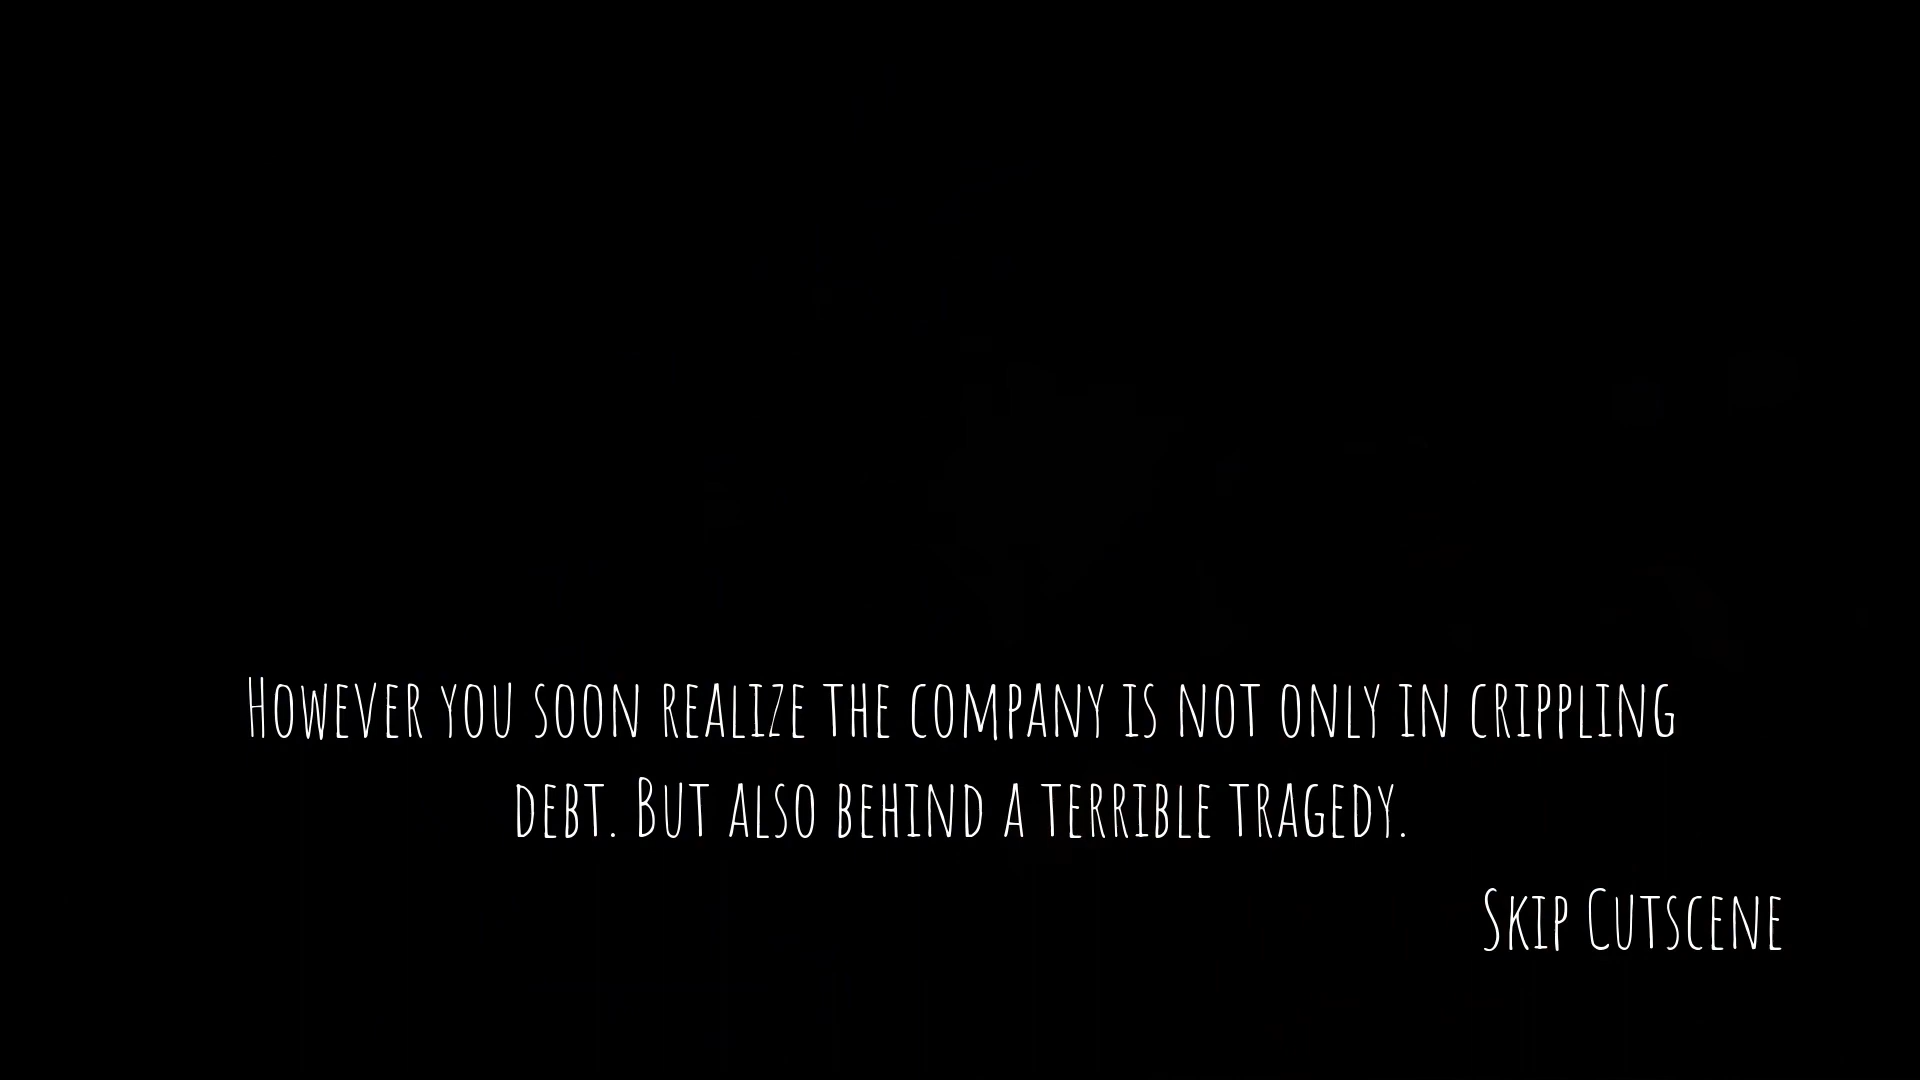 However you soon realize the company is not only in crippling
debt. But also behind a terrible tragedy.
Skip Cutscene